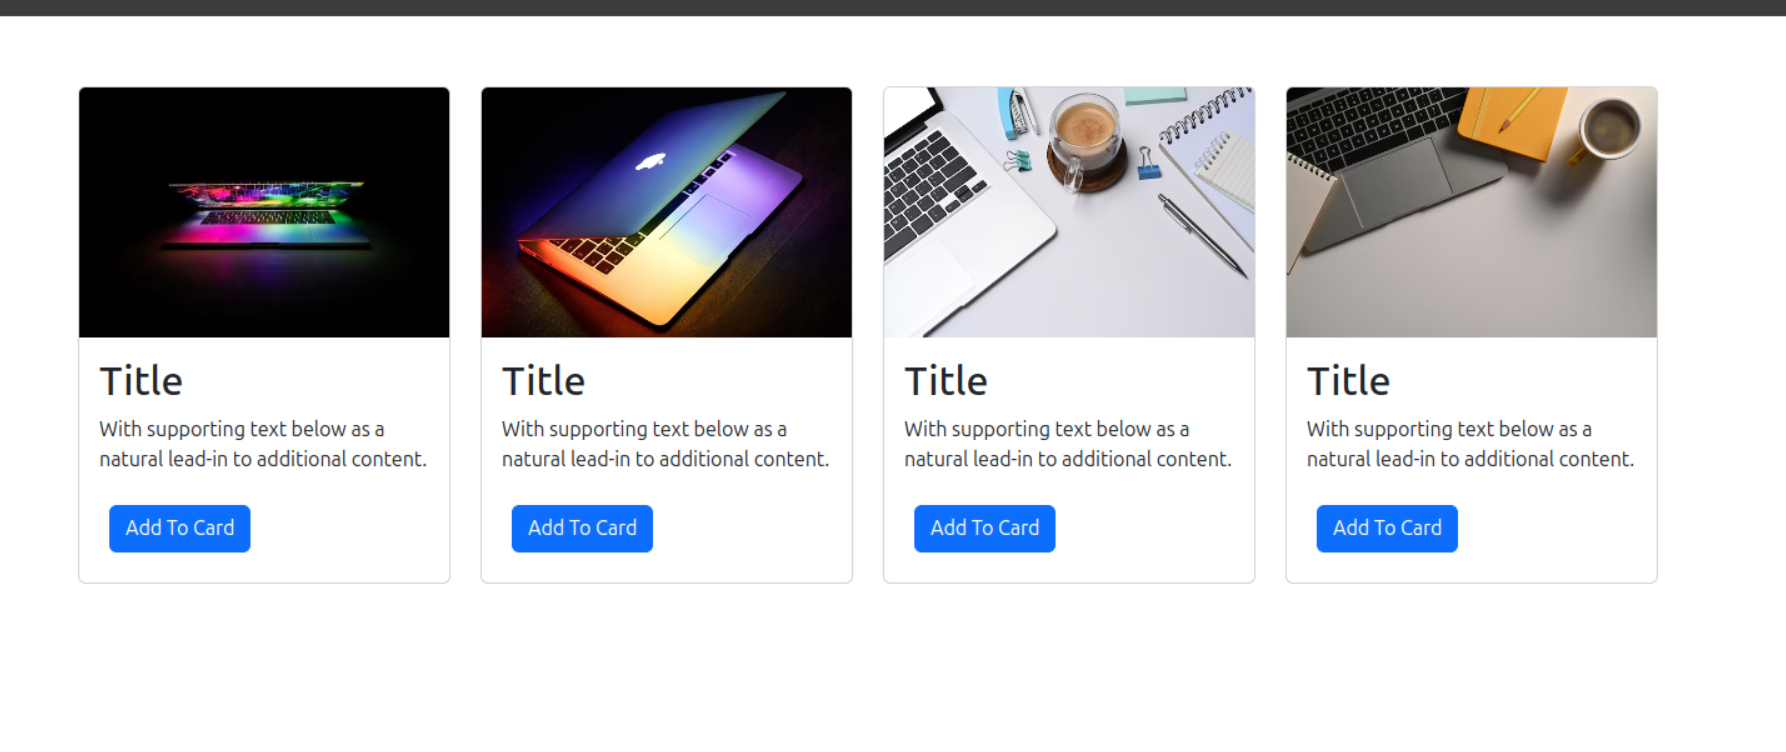 Title
With supporting text below as a
natural lead-in to additional content.
Add To Card
Title
With supporting text below as a
natural lead-in to additional content.
Add To Card
Title
With supporting text below as a
natural lead-in to additional content.
Add To Card
Title
With supporting text below as a
natural lead-in to additional content.
Add To Card